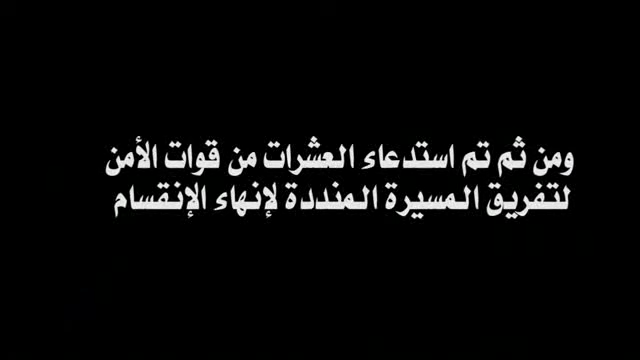 ومن ثم تم استدعاء العشرات من قوات الأمن
لتفريق المسيرة المنددة لإنهاء الإنقسام